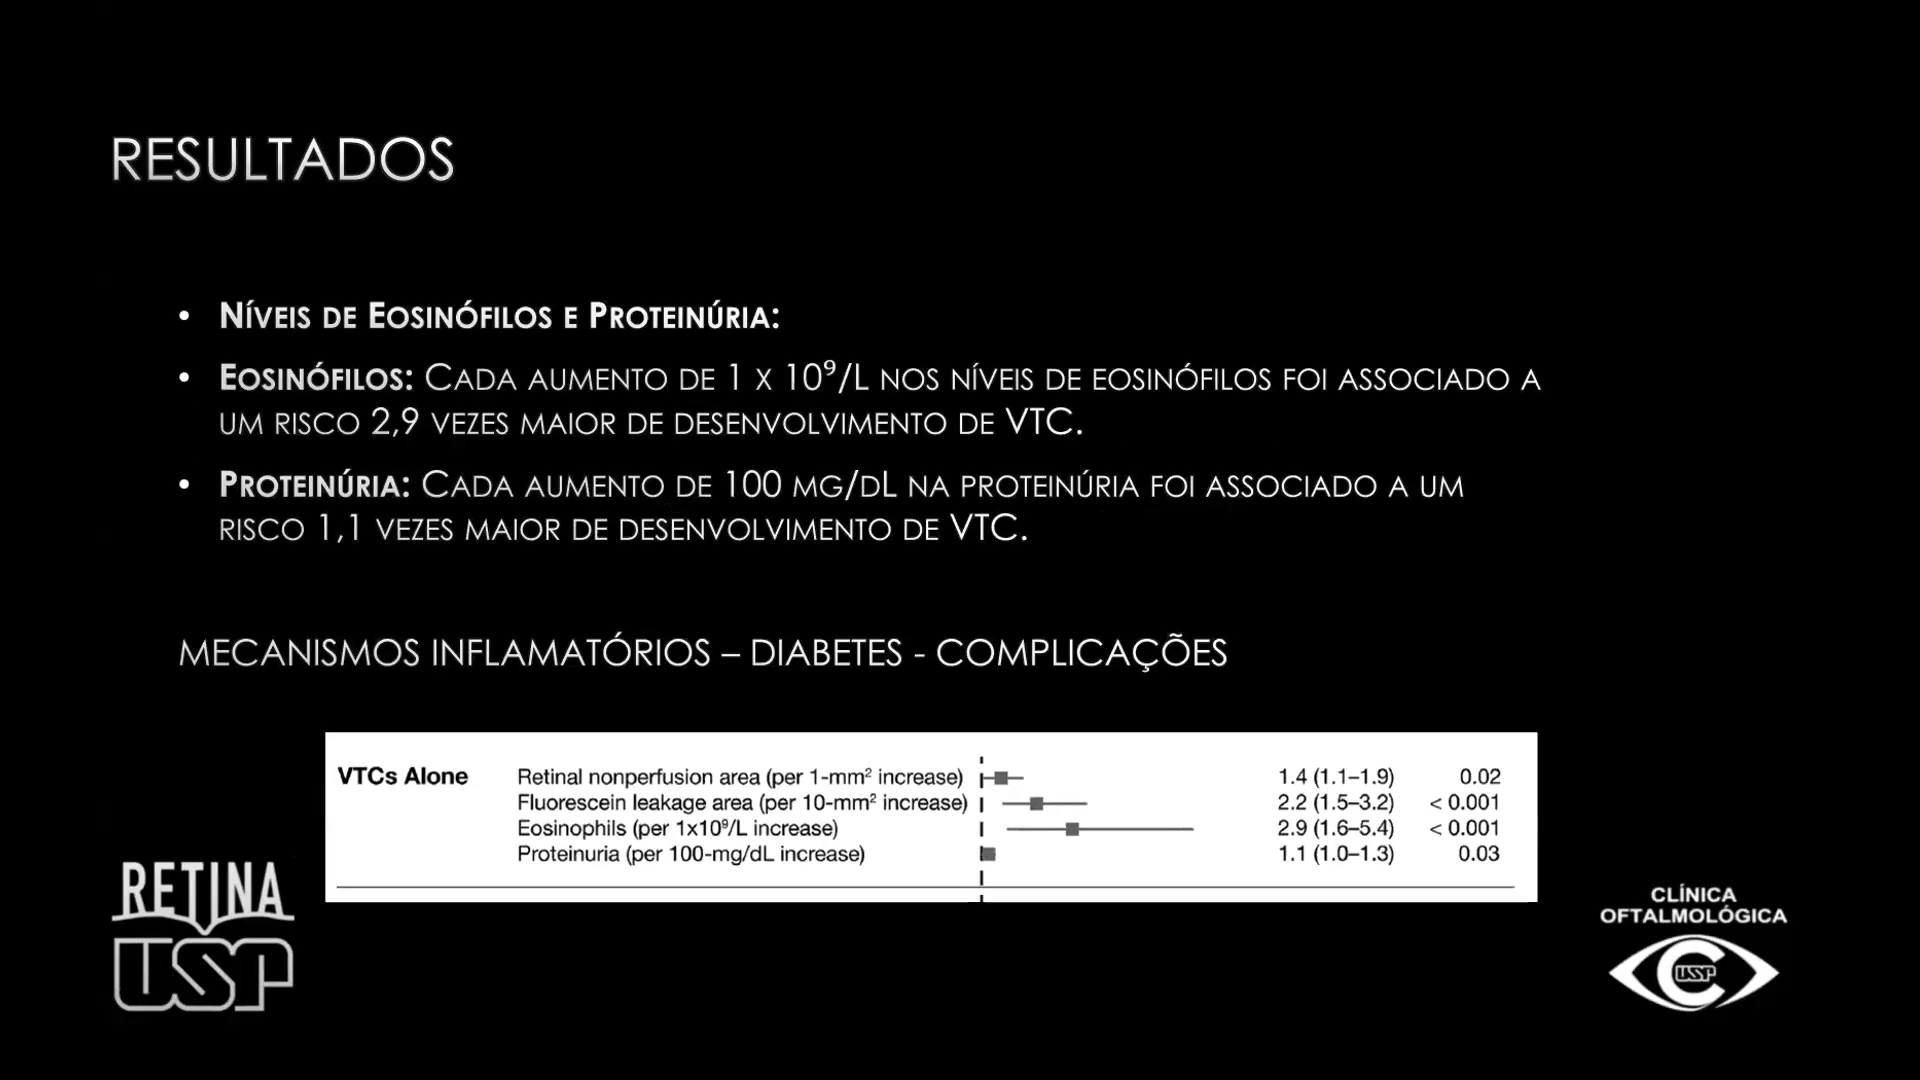 RESULTADOS
• NÍVEIS DE EOSINÓFILOS E PROTEINÚRIA:
• EOSINÓFILOS: CADA AUMENTO DE 1 X 10⁹/L NOS NÍVEIS DE EOSINÓFILOS FOI ASSOCIADO A
UM RISCO 2,9 VEZES MAIOR DE DESENVOLVIMENTO DE VTC.
• PROTEINÚRIA: CADA AUMENTO DE 100 MG/DL NA PROTEINÚRIA FOI ASSOCIADO A UM
RISCO 1,1 VEZES MAIOR DE DESENVOLVIMENTO DE VTC.
MECANISMOS INFLAMATÓRIOS – DIABETES - COMPLICAÇÕES
VTCs Alone Retinal nonperfusion area (per 1-mm² increase) 1.4 (1.1–1.9) 0.02
Fluorescein leakage area (per 10-mm² increase) 2.2 (1.5–3.2) < 0.001
Eosinophils (per 1x10⁹/L increase) 2.9 (1.6–5.4) < 0.001
Proteinuria (per 100-mg/dL increase) 1.1 (1.0–1.3) 0.03
RETINA
USP
CLÍNICA
OFTALMOLÓGICA
USP